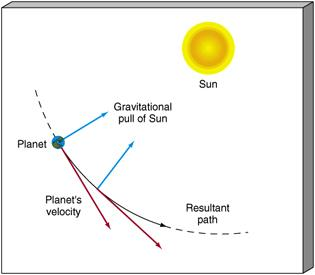 Sun
Gravitational
pull of Sun
Planet
Planet's
velocity
Resultant
path